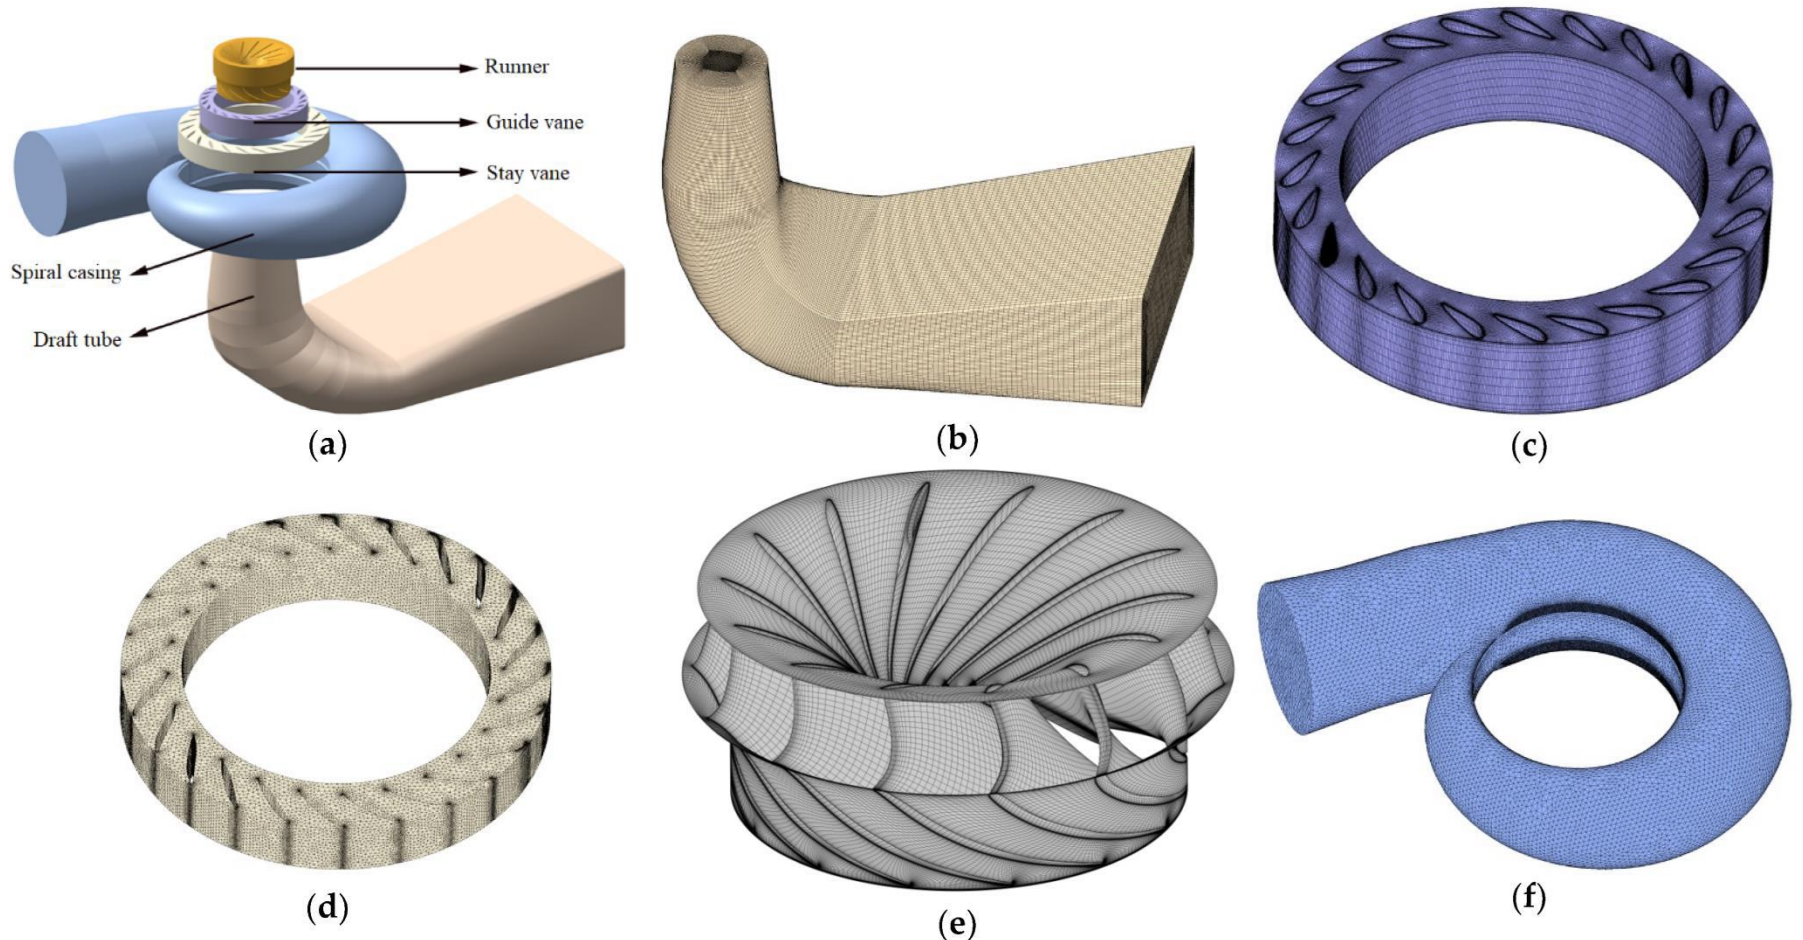 Runner
Guide vane
Stay vane
Spiral casing
Draft tube
(a)
(b)
(c)
(d)
(e)
(f)